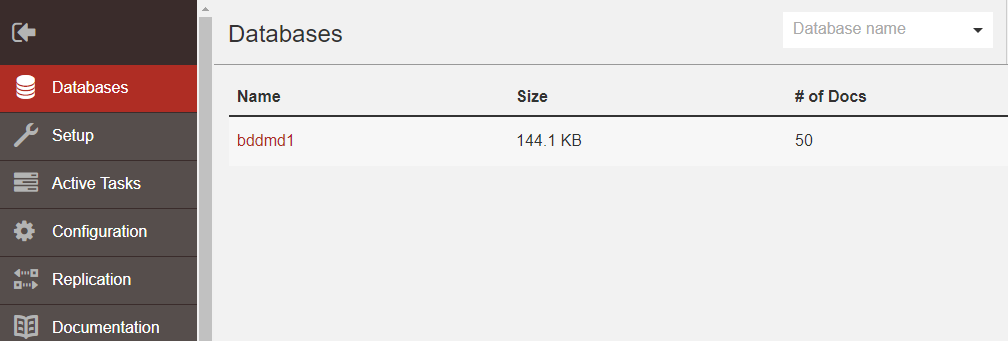 Databases
Database name
Databases
Setup
Active Tasks
Configuration
Replication
Documentation
Name Size # of Docs
bddmd1 144.1 KB 50